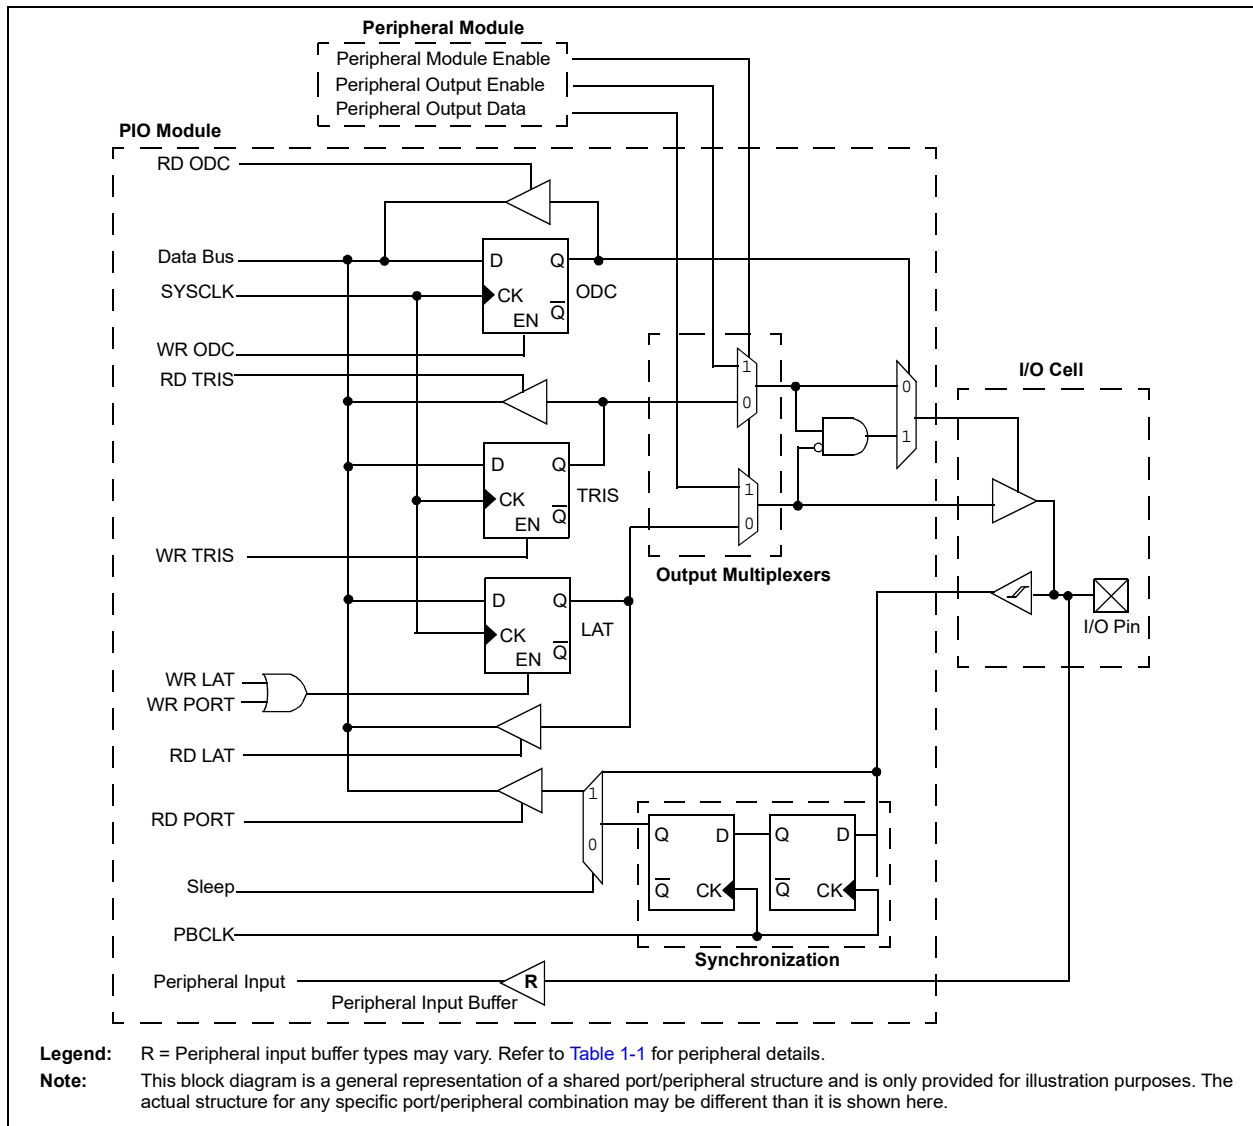 Peripheral Module
Peripheral Module Enable
Peripheral Output Enable
Peripheral Output Data
PIO Module
RD ODC
Data Bus
D Q
SYSCLK
CK
ODC
EN
Q
WR ODC
RD TRIS
1
0
I/O Cell
0
1
D Q
CK
TRIS
EN
Q
1
0
WR TRIS
Output Multiplexers
D Q
CK
LAT
EN
Q
I/O Pin
WR LAT
WR PORT
RD LAT
RD PORT
1
0
Q D
Q D
Q CK
Q CK
Sleep
PBCLK
Synchronization
Peripheral Input
R
Peripheral Input Buffer
Legend: R = Peripheral input buffer types may vary. Refer to Table 1-1 for peripheral details.
Note: This block diagram is a general representation of a shared port/peripheral structure and is only provided for illustration purposes. The
actual structure for any specific port/peripheral combination may be different than it is shown here.